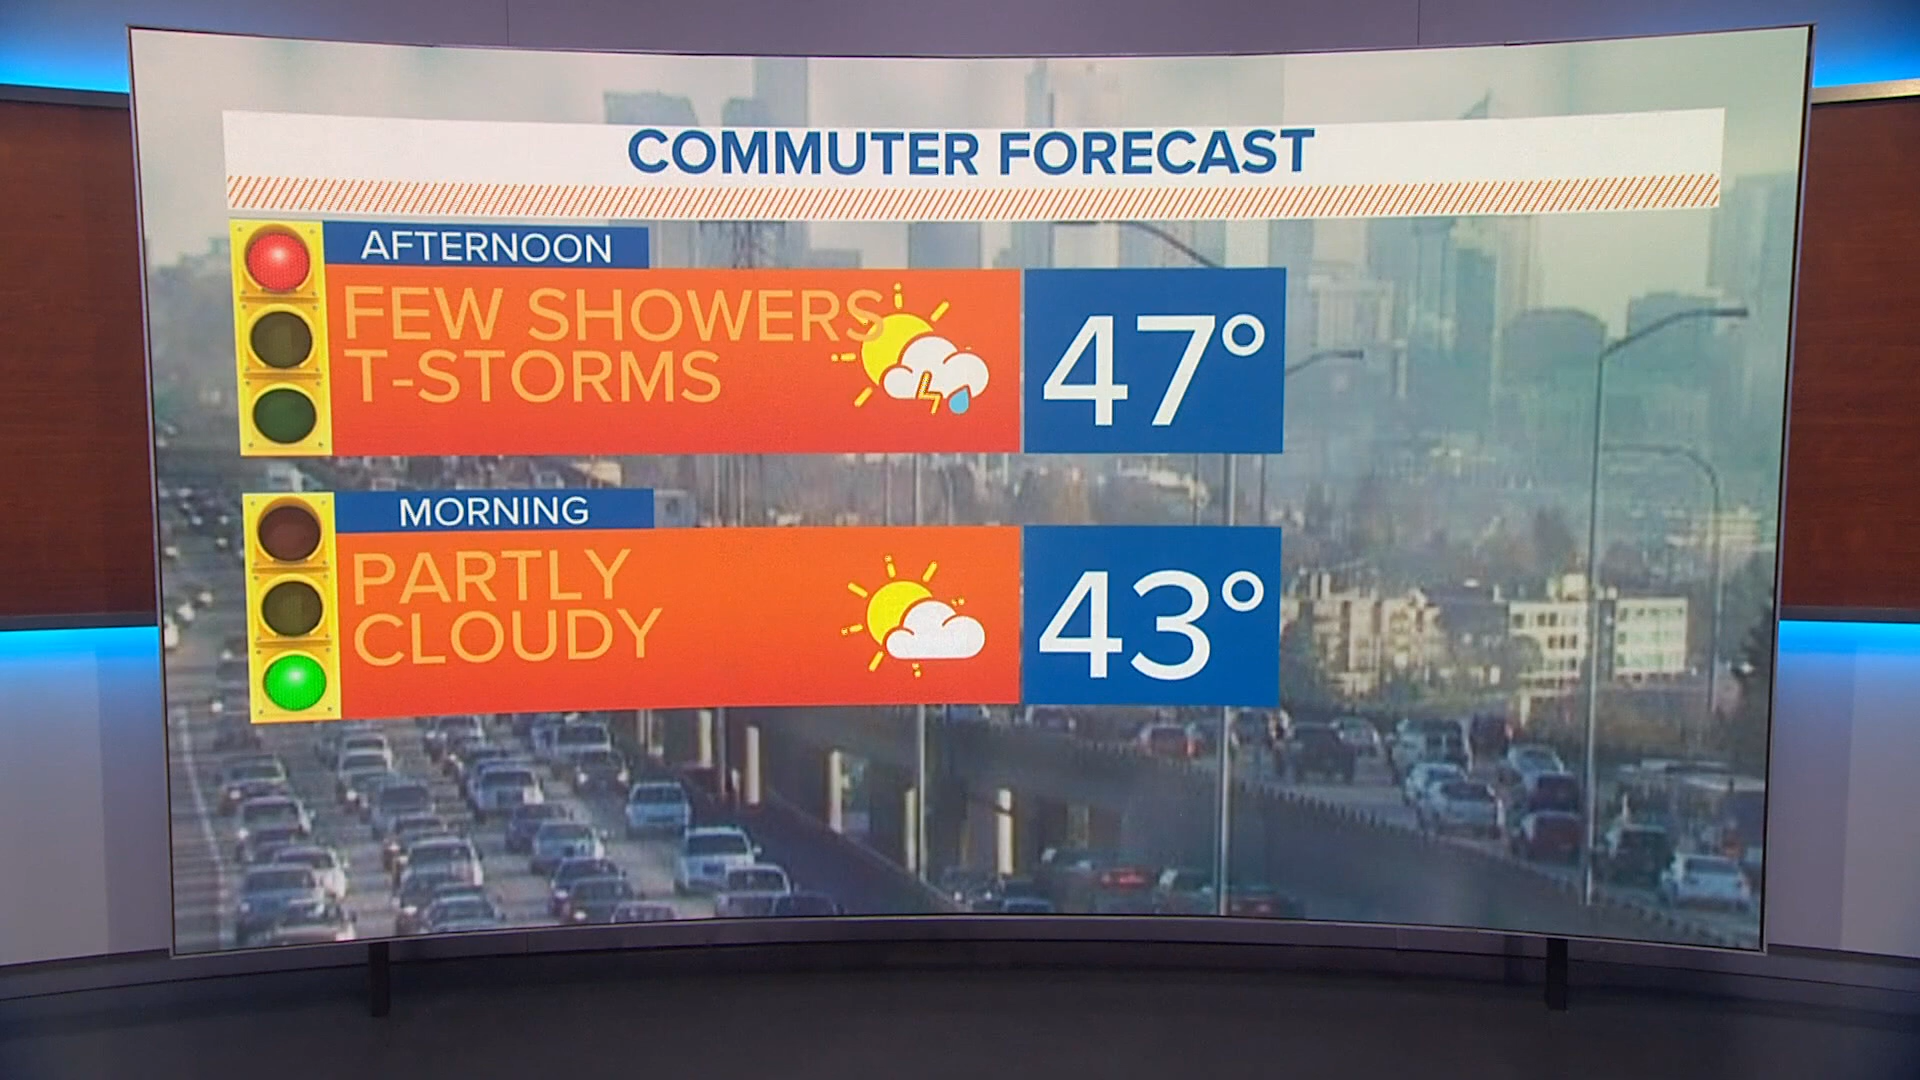 COMMUTER FORECAST
AFTERNOON
FEW SHOWERS
T-STORMS
47°
MORNING
PARTLY
CLOUDY
43°